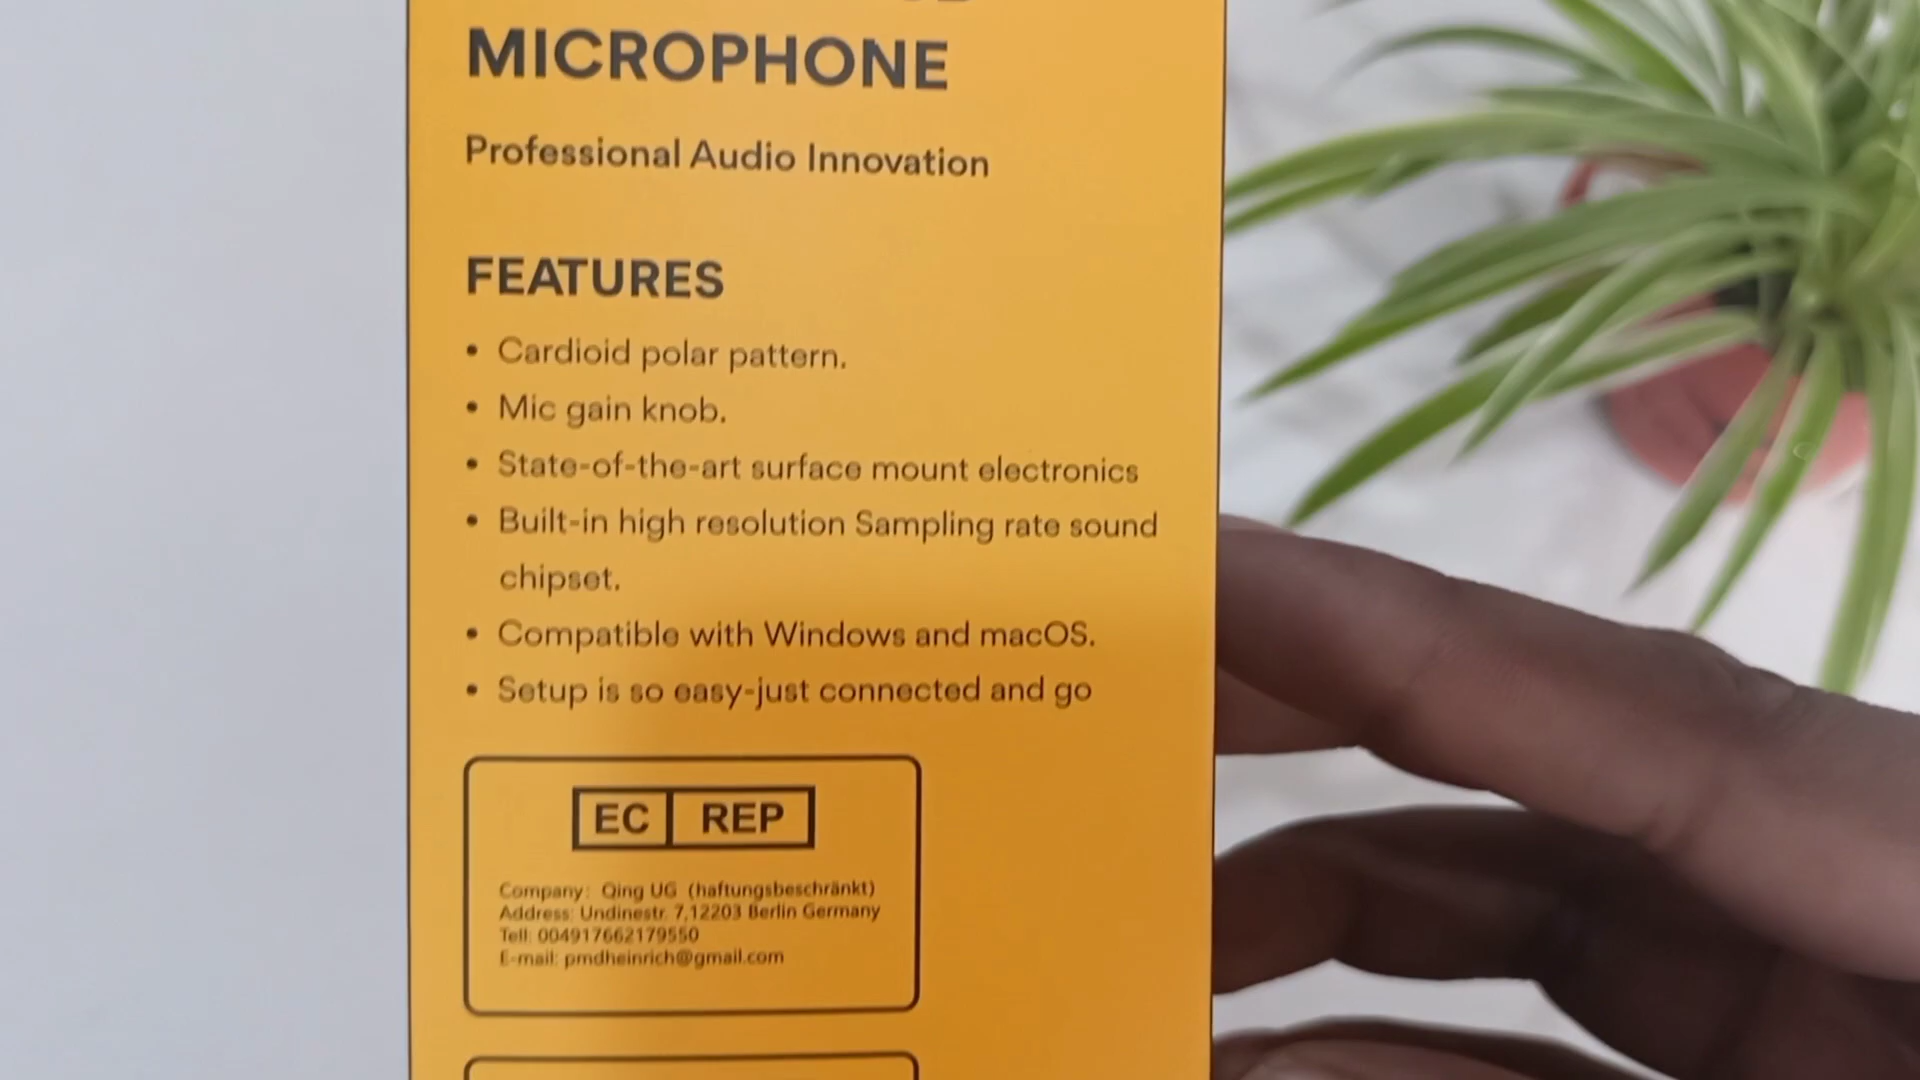 MICROPHONE
Professional Audio Innovation
FEATURES
• Cardioid polar pattern.
• Mic gain knob.
• State-of-the-art surface mount electronics
• Built-in high resolution Sampling rate sound
chipset.
• Compatible with Windows and macOS.
• Setup is so easy-just connected and go
EC REP
Company: Qing UG (haftungsbeschränkt)
Address: Undinestr. 7,12203 Berlin Germany
Tell: 004917662179550
E-mail: pmdheinrich@gmail.com